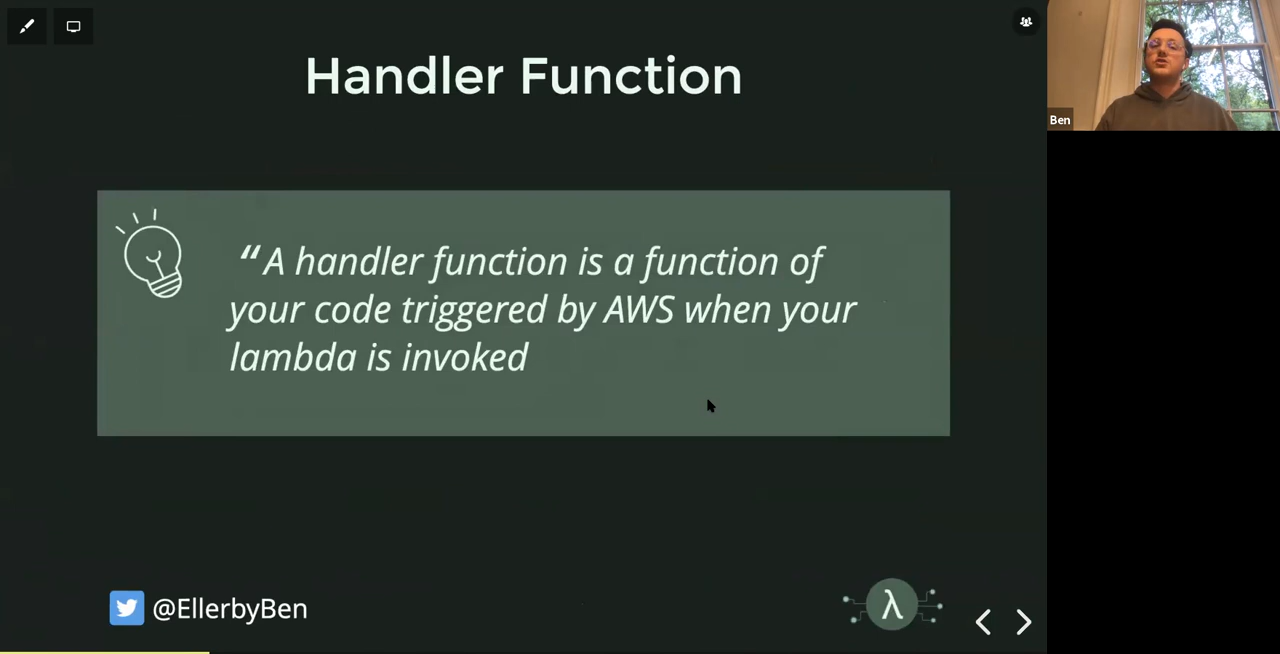 Handler Function
Ben
“A handler function is a function of
your code triggered by AWS when your
lambda is invoked
@EllerbyBen
λ